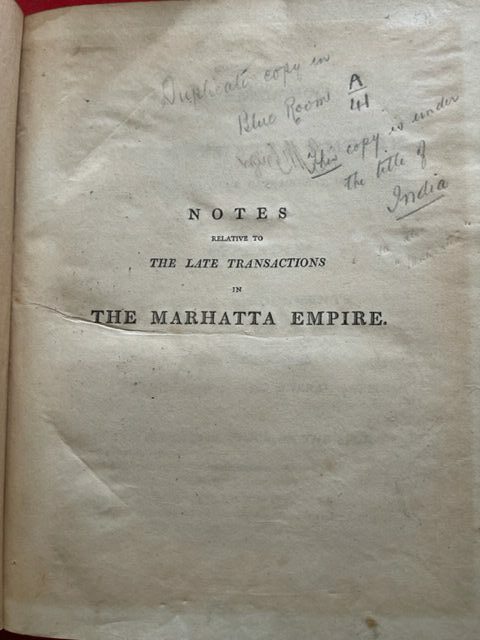 Duplicate copy in
Blue Room A/41
This copy is under
the title of
India
NOTES
RELATIVE TO
THE LATE TRANSACTIONS
IN
THE MARHATTA EMPIRE.